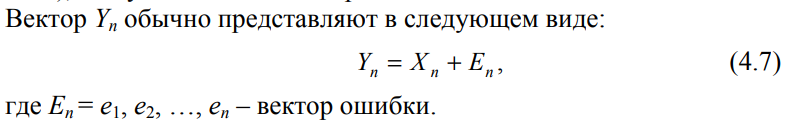 Вектор Yn обычно представляют в следующем виде:
Yn = Xn + En, (4.7)
где En = e1, e2, …, en – вектор ошибки.